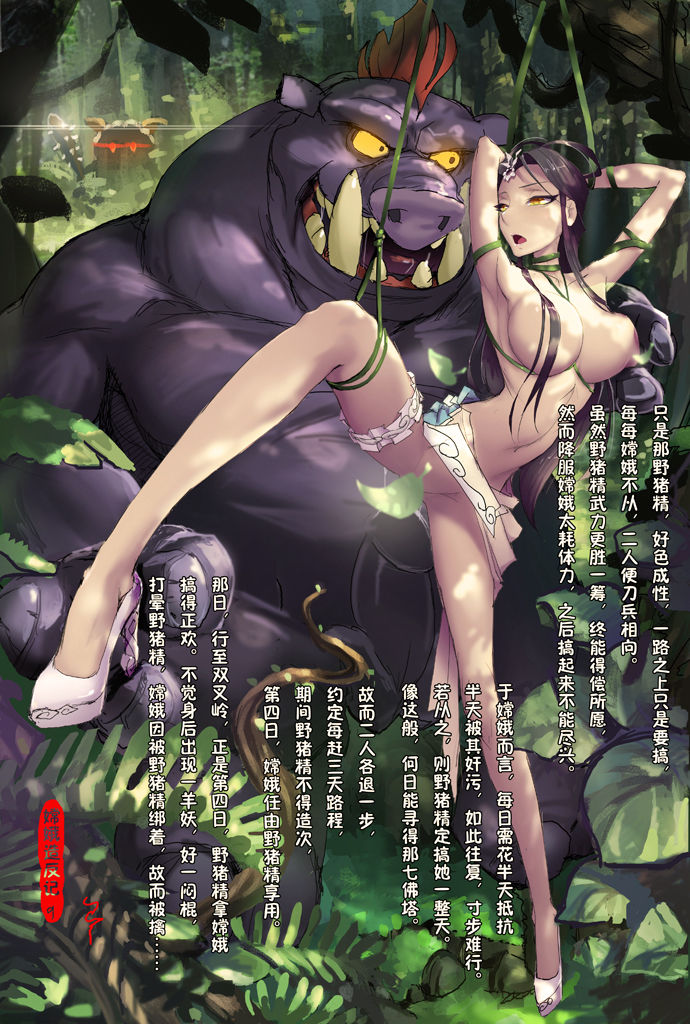 只是那野猪精，好色成性，一路之上只是要搞，
每每嫦娥不从，二人便刀兵相向。
虽然野猪精武力更胜一筹，终能得偿所愿，
然而降服嫦娥太耗体力，之后搞起来不能尽兴。
于嫦娥而言，每日需花半天抵抗
半天被其奸污，如此往复，寸步难行。
若从之，则野猪精定搞她一整天。
像这般，何日能寻得那七佛塔。
故而二人各退一步，
约定每赶三天路程，
期间野猪精不得造次，
第四日，嫦娥任由野猪精享用。
那日，行至双叉岭，正是第四日，野猪精拿嫦娥
搞得正欢。不觉身后出现一羊妖，好一闷棍，
打晕野猪精，嫦娥因被野猪精绑着，故而被擒……
嫦娥造反记
9